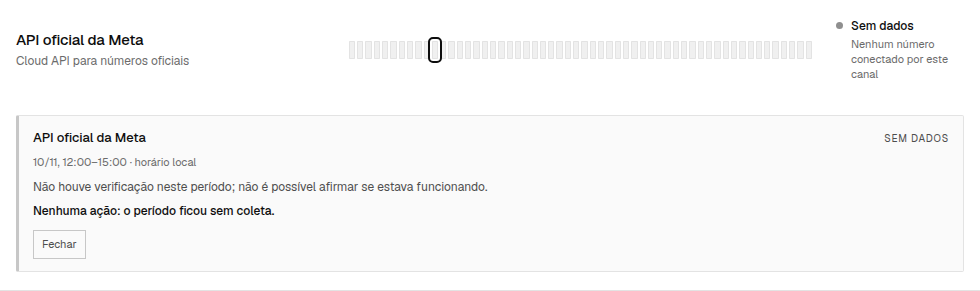 API oficial da Meta
Cloud API para números oficiais
Sem dados
Nenhum número
conectado por este
canal
API oficial da Meta
SEM DADOS
10/11, 12:00–15:00 · horário local
Não houve verificação neste período; não é possível afirmar se estava funcionando.
Nenhuma ação: o período ficou sem coleta.
Fechar